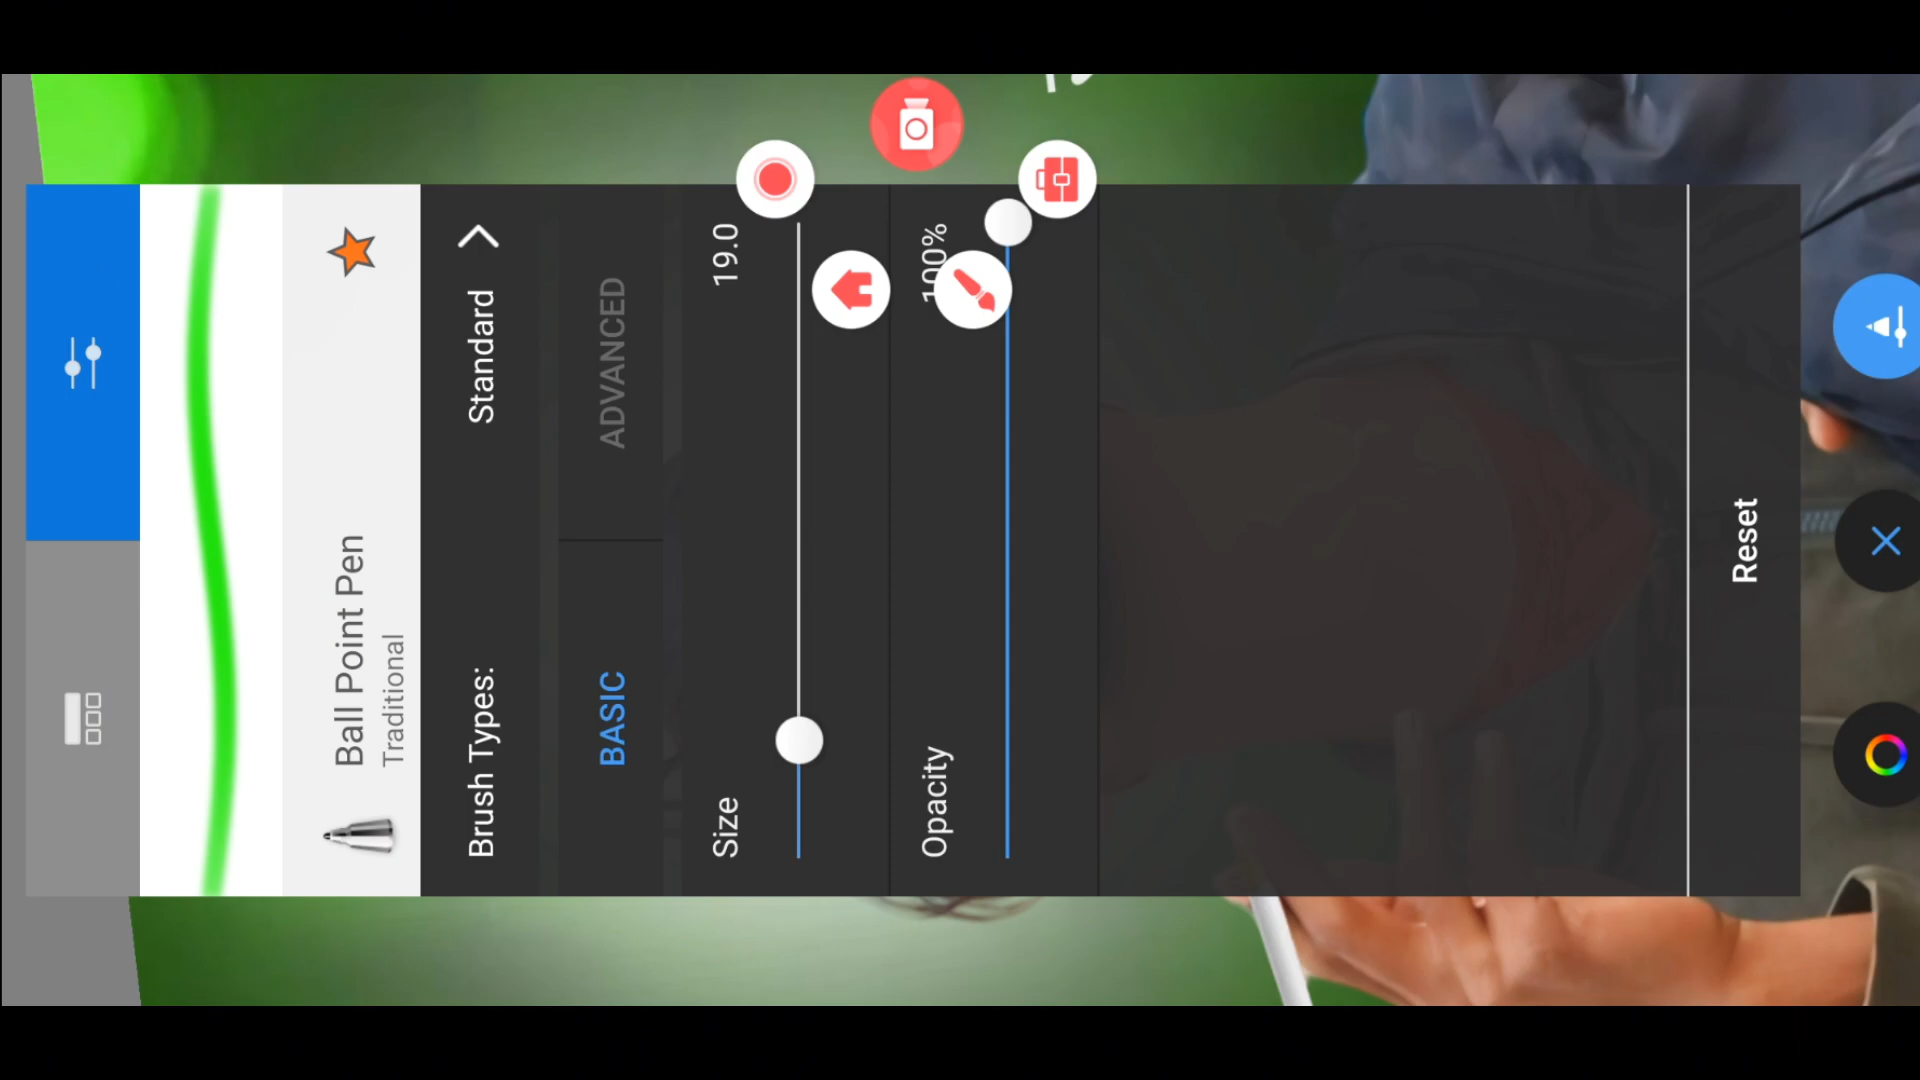 Ball Point Pen
Traditional
Brush Types:
Standard
BASIC
ADVANCED
Size
19.0
Opacity
100%
Reset